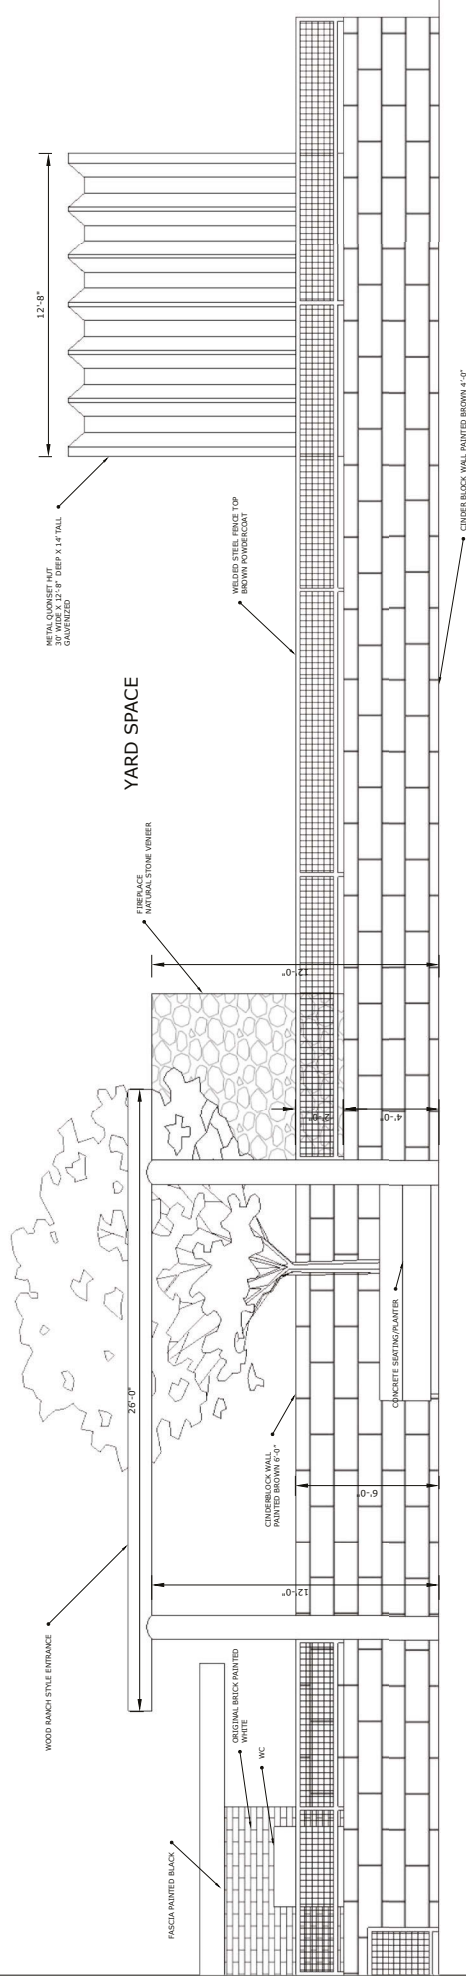 FASCIA PAINTED BLACK
WC
ORIGINAL BRICK PAINTED
WHITE
WOOD RANCH STYLE ENTRANCE
12'-0"
26'-0"
CINDERBLOCK WALL
PAINTED BROWN 6'-0"
6'-0"
CONCRETE SEATING/PLANTER
2'-0"
4'-0"
12'-0"
FIREPLACE
NATURAL STONE VENEER
YARD SPACE
WELDED STEEL FENCE TOP
BROWN POWDERCOAT
METAL QUONSET HUT
30' WIDE X 12'-8" DEEP X 14' TALL
GALVENIZED
12'-8"
CINDER BLOCK WALL PAINTED BROWN 4'-0"